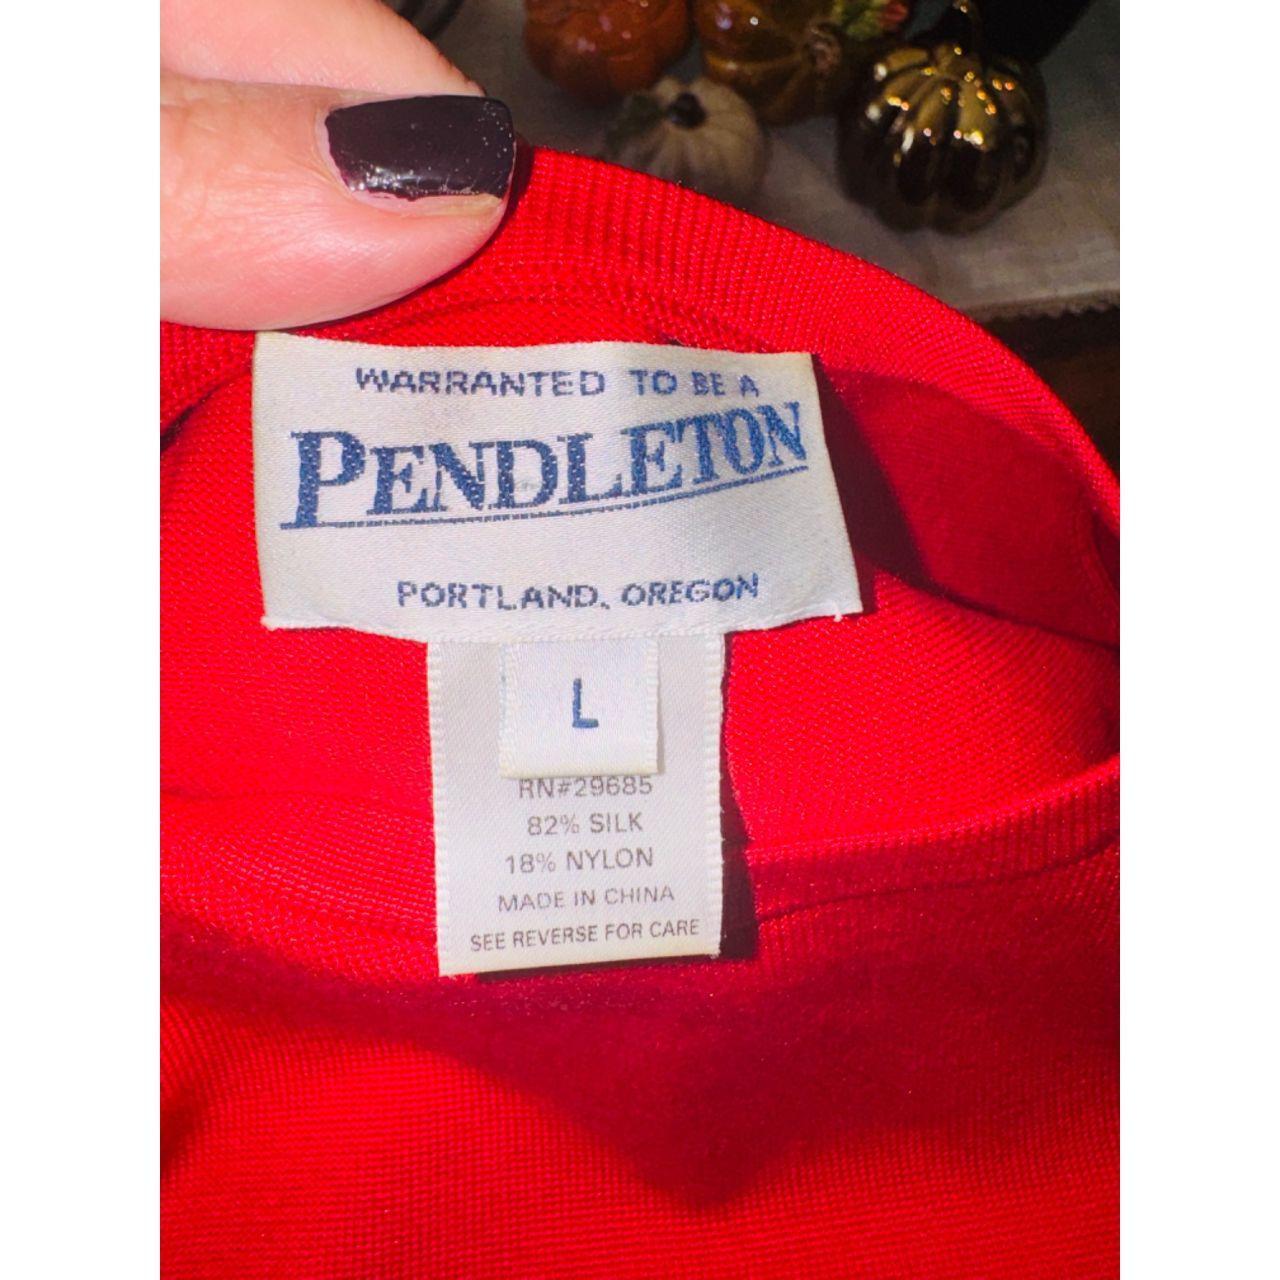 WARRANTED TO BE A
PENDLETON
PORTLAND, OREGON
L
RN#29685
82% SILK
18% NYLON
MADE IN CHINA
SEE REVERSE FOR CARE